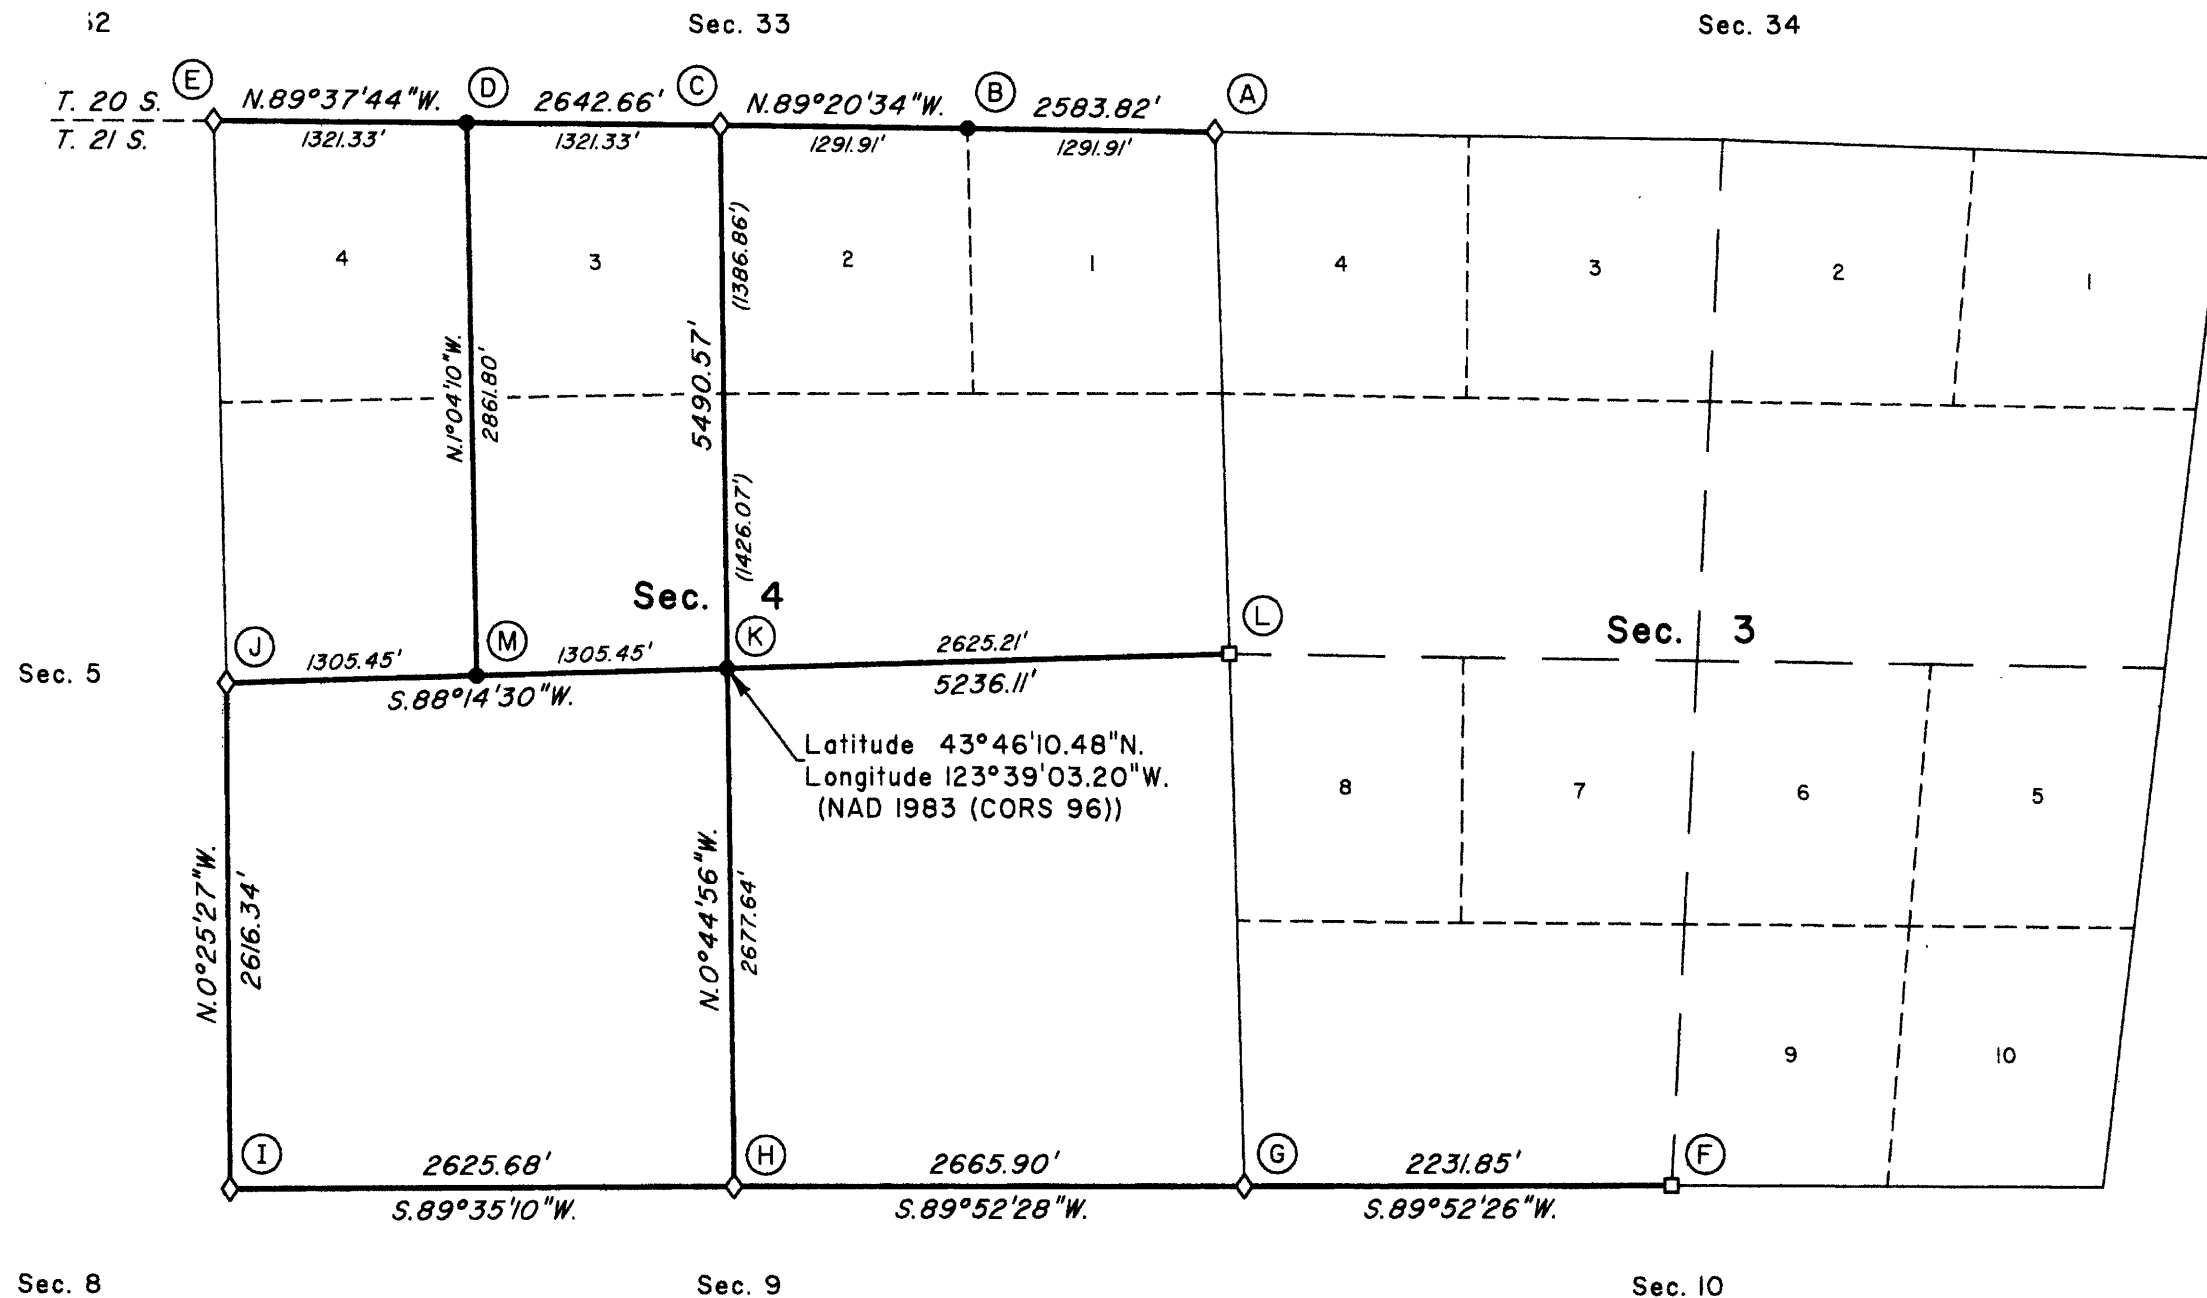 Sec. 33
Sec. 34
E
D
C
B
A
T. 20 S.
N.89°37'44"W.
2642.66'
N.89°20'34"W.
2583.82'
T. 21 S.
1321.33'
1321.33'
1291.91'
1291.91'
(1386.86')
4
3
2
1
4
3
2
1
N.1°04'10"W.
2861.80'
5490.57'
(1426.07')
Sec. 4
J
M
K
L
Sec. 3
Sec. 5
1305.45'
1305.45'
2625.21'
S.88°14'30"W.
5236.11'
Latitude 43°46'10.48"N.
Longitude 123°39'03.20"W.
(NAD 1983 (CORS 96))
8
7
6
5
N.0°25'27"W.
2616.34'
N.0°44'56"W.
2677.64'
9
10
I
H
G
F
2625.68'
2665.90'
2231.85'
S.89°35'10"W.
S.89°52'28"W.
S.89°52'26"W.
Sec. 8
Sec. 9
Sec. 10